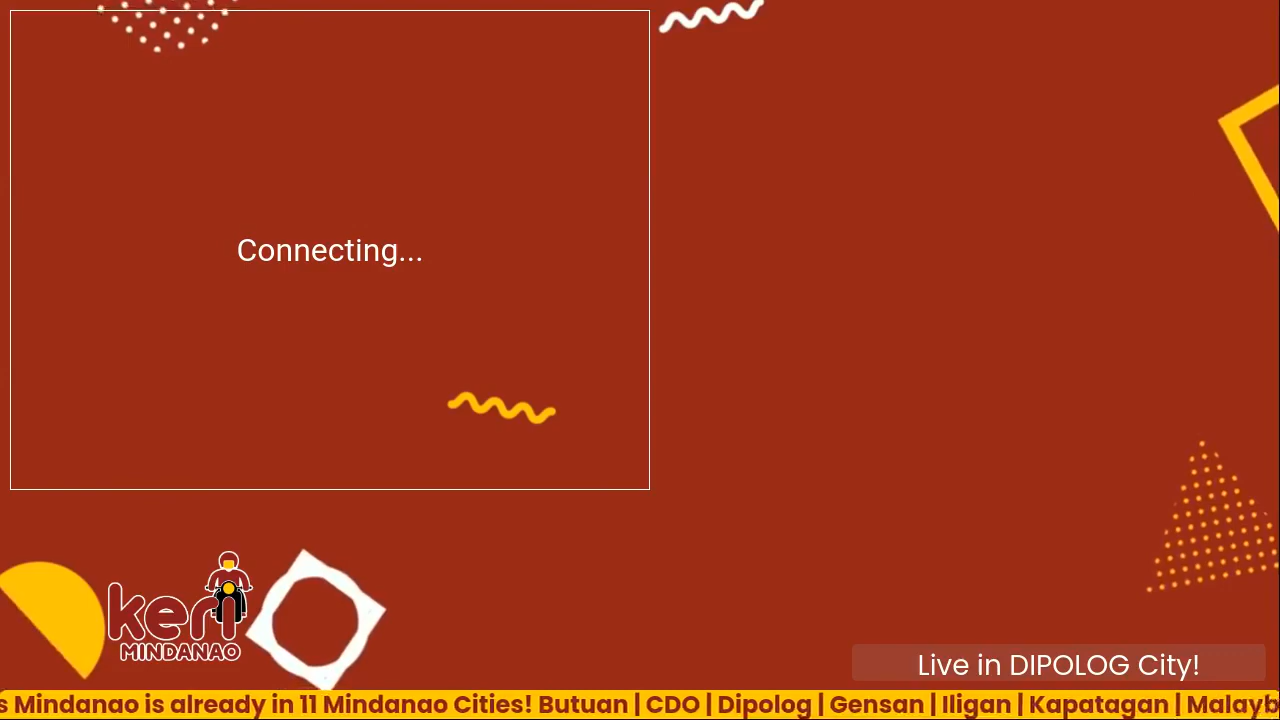 Connecting...
keri
MINDANAO
Live in DIPOLOG City!
Mindanao is already in 11 Mindanao Cities! Butuan | CDO | Dipolog | Gensan | Iligan | Kapatagan |